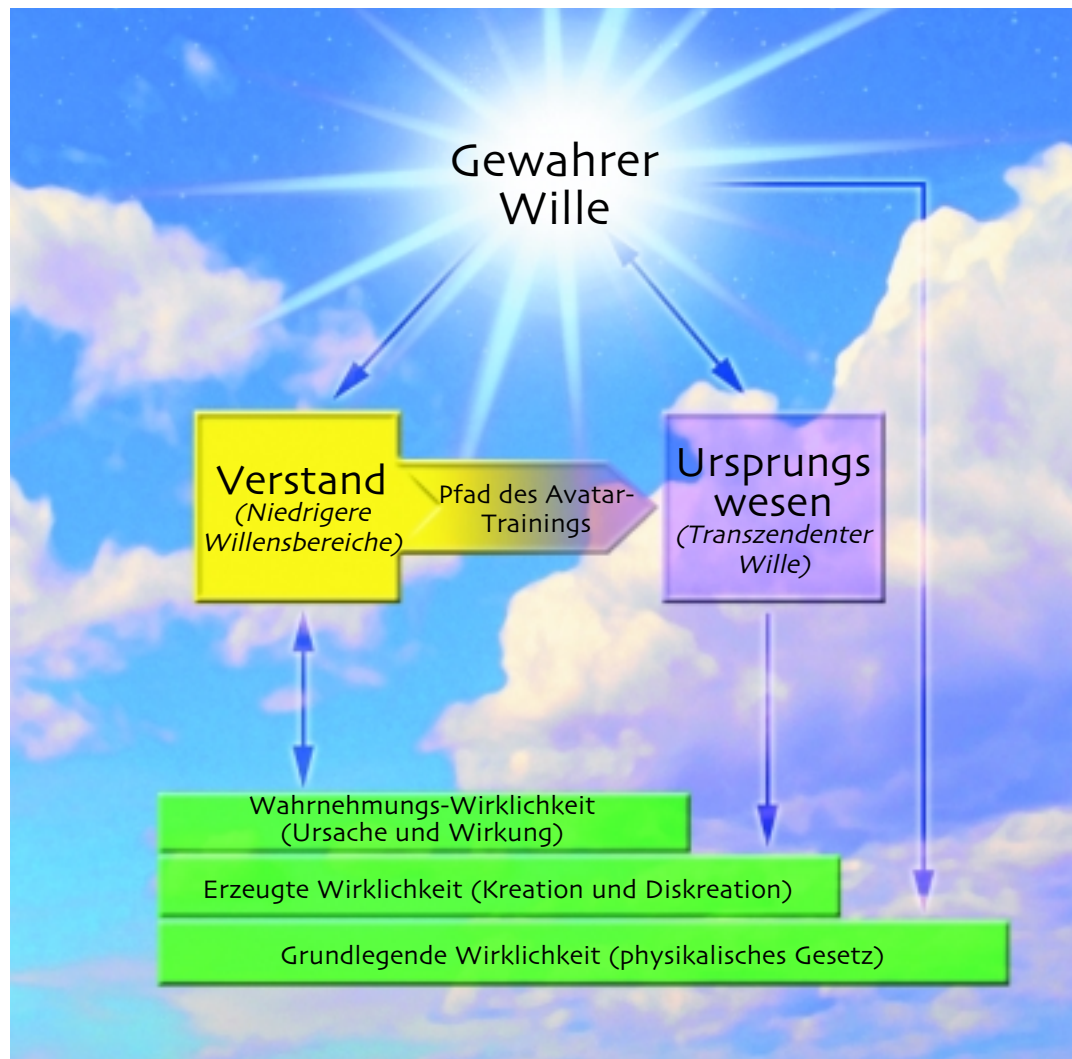 Gewahrer
Wille
Verstand
(Niedrigere
Willensbereiche)
Pfad des Avatar-
Trainings
Ursprungs
wesen
(Transzendenter
Wille)
Wahrnehmungs-Wirklichkeit
(Ursache und Wirkung)
Erzeugte Wirklichkeit (Kreation und Diskreation)
Grundlegende Wirklichkeit (physikalisches Gesetz)